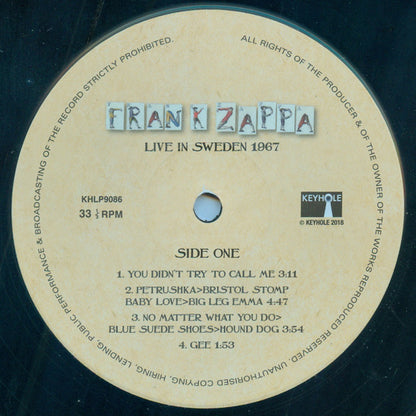 ALL RIGHTS OF THE PRODUCER & OF THE OWNER OF THE WORKS REPRODUCED RESERVED. UNAUTHORISED COPYING, HIRING, LENDING, PUBLIC PERFORMANCE & BROADCASTING OF THE RECORD STRICTLY PROHIBITED.
FRANK ZAPPA
LIVE IN SWEDEN 1967
KHLP9086
33 1/3 RPM
KEYHOLE
© KEYHOLE 2018
SIDE ONE
1. YOU DIDN'T TRY TO CALL ME 3:11
2. PETRUSHKA>BRISTOL STOMP
BABY LOVE>BIG LEG EMMA 4:47
3. NO MATTER WHAT YOU DO>
BLUE SUEDE SHOES>HOUND DOG 3:54
4. GEE 1:53